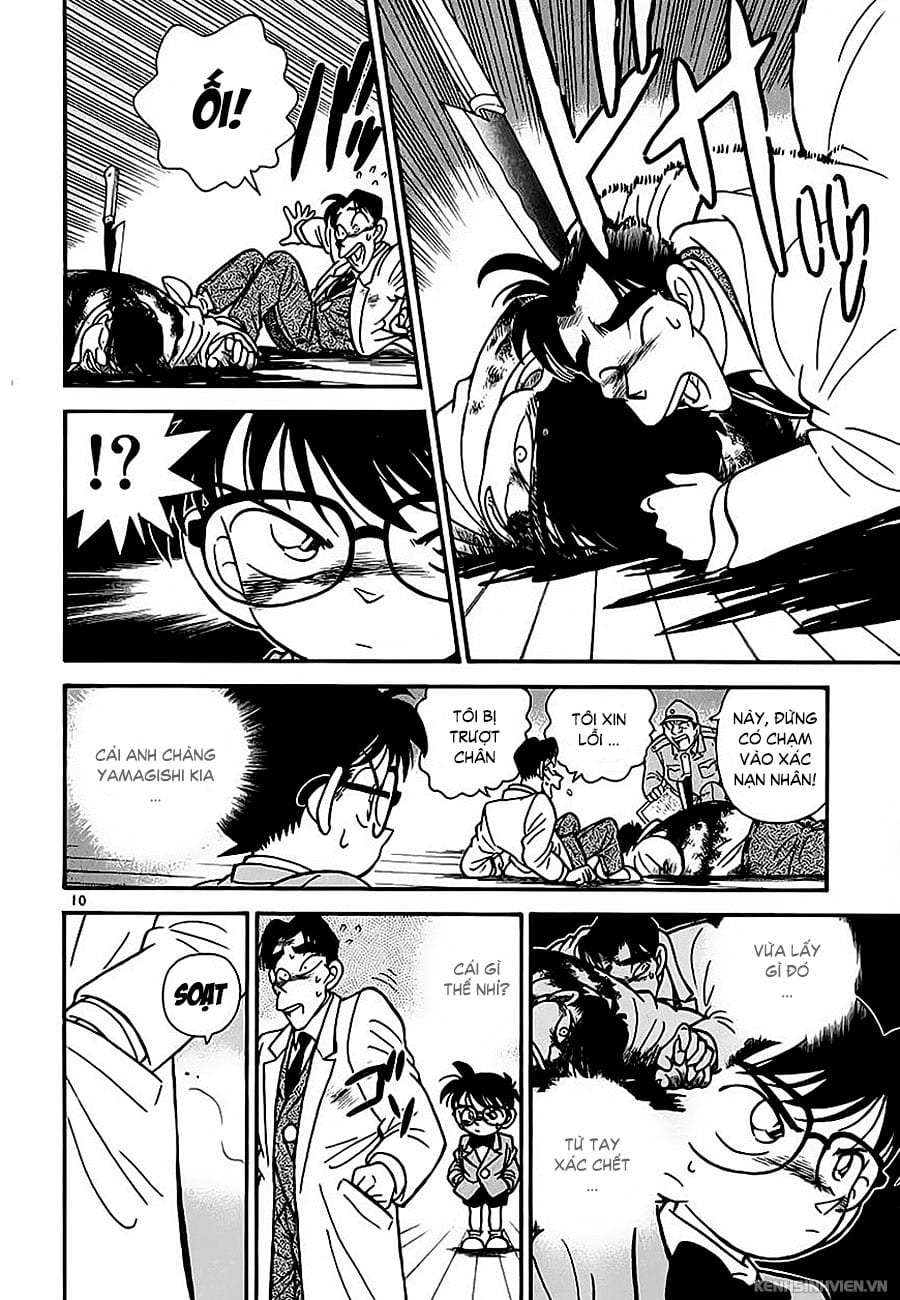 ỐI!
!?
NÀY, ĐỪNG
CÓ CHẠM
VÀO XÁC
NẠN NHÂN!
TÔI XIN
LỖI ...
TÔI BỊ
TRƯỢT
CHÂN
CÁI ANH CHÀNG
YAMAGISHI KIA
...
10
VỪA LẤY
GÌ ĐÓ
...
TỪ TAY
XÁC CHẾT
...
CÁI GÌ
THẾ NHỈ?
SOẠT
KENHSINHVIEN.VN